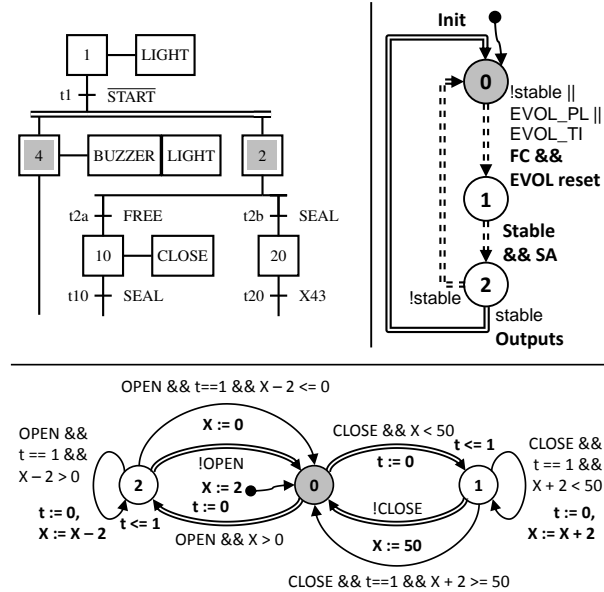 1
LIGHT
t1
START
4
BUZZER
LIGHT
2
t2a
FREE
t2b
SEAL
10
CLOSE
20
t10
SEAL
t20
X43
Init
0
!stable ||
EVOL_PL ||
EVOL_TI
FC &&
EVOL reset
1
Stable
&& SA
2
!stable
stable
Outputs
OPEN && t==1 && X – 2 <= 0
X := 0
OPEN &&
t == 1 &&
X – 2 > 0
t := 0,
X := X – 2
2
t <= 1
!OPEN
X := 2
t := 0
OPEN && X > 0
0
CLOSE && X < 50
t := 0
t <= 1
!CLOSE
1
X := 50
CLOSE && t==1 && X + 2 >= 50
CLOSE &&
t == 1 &&
X + 2 < 50
t := 0,
X := X + 2